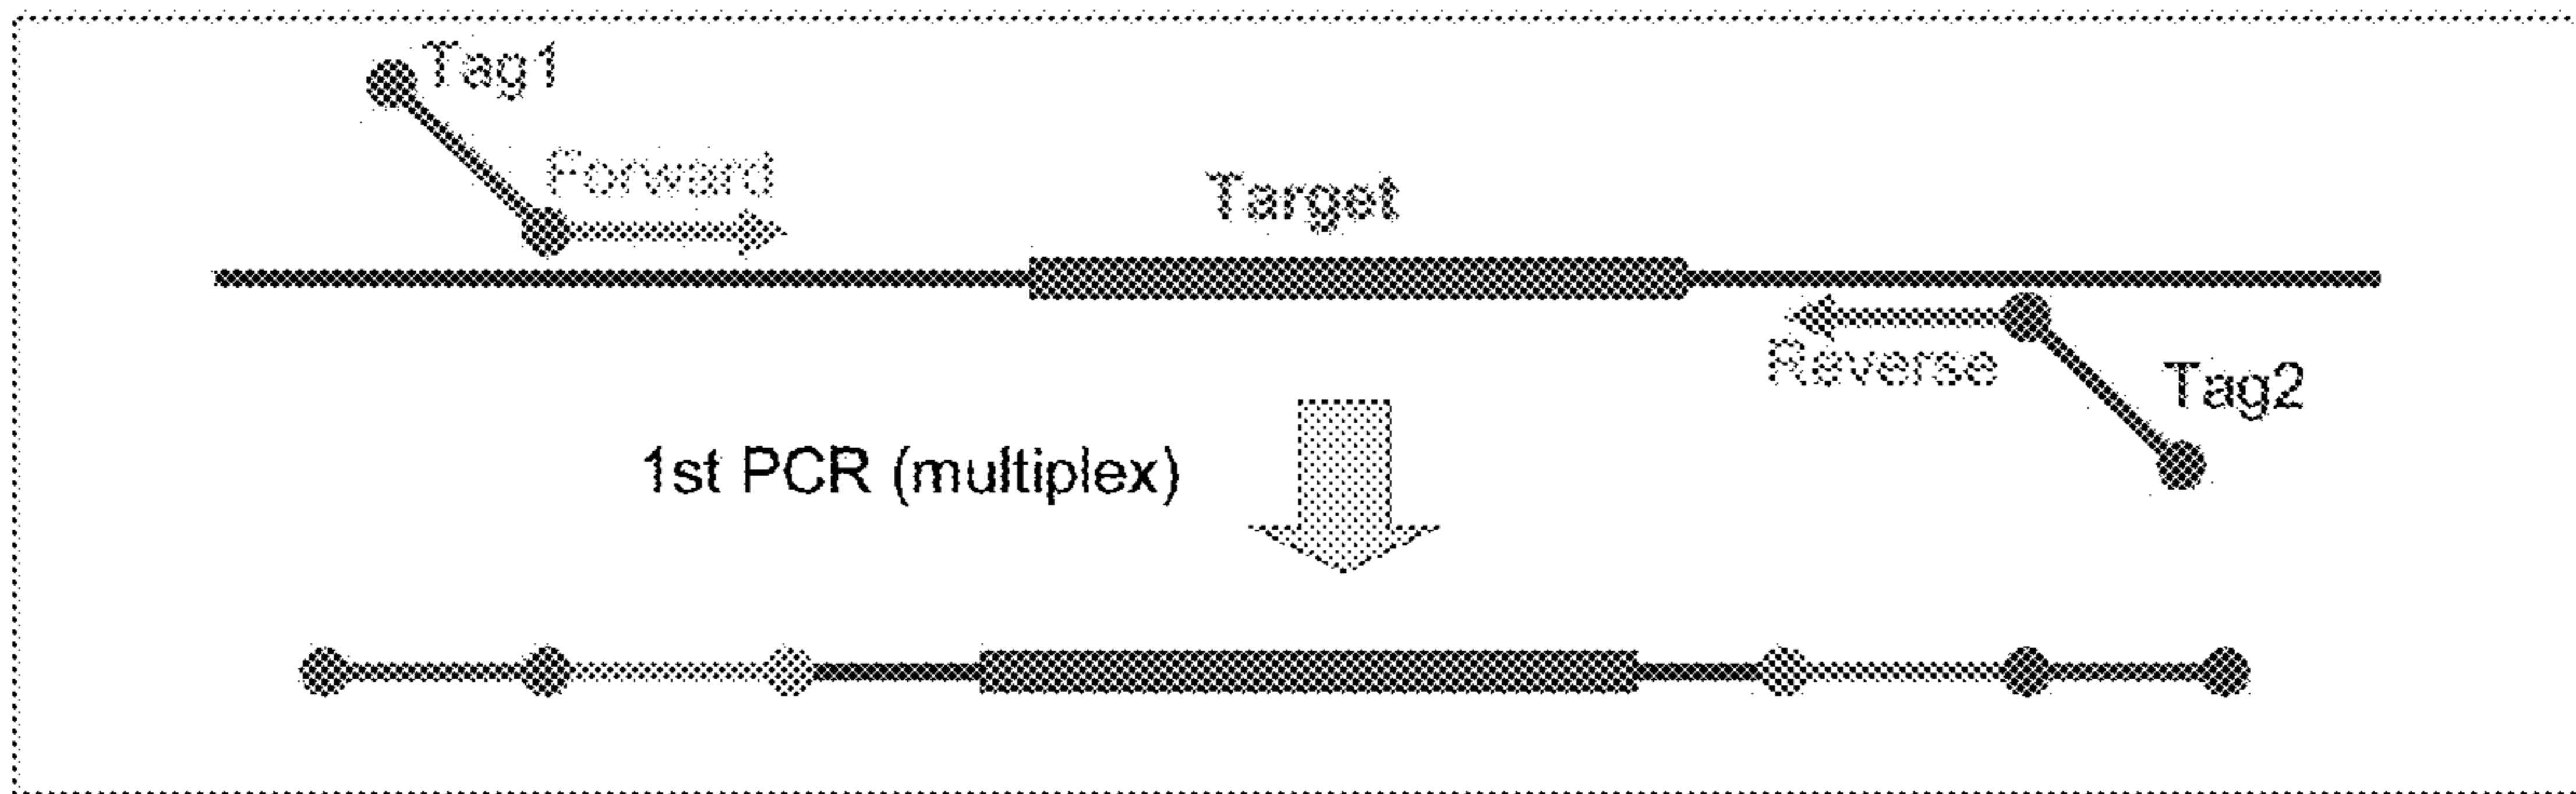 Tag1
Forward
Target
Reverse
Tag2
1st PCR (multiplex)